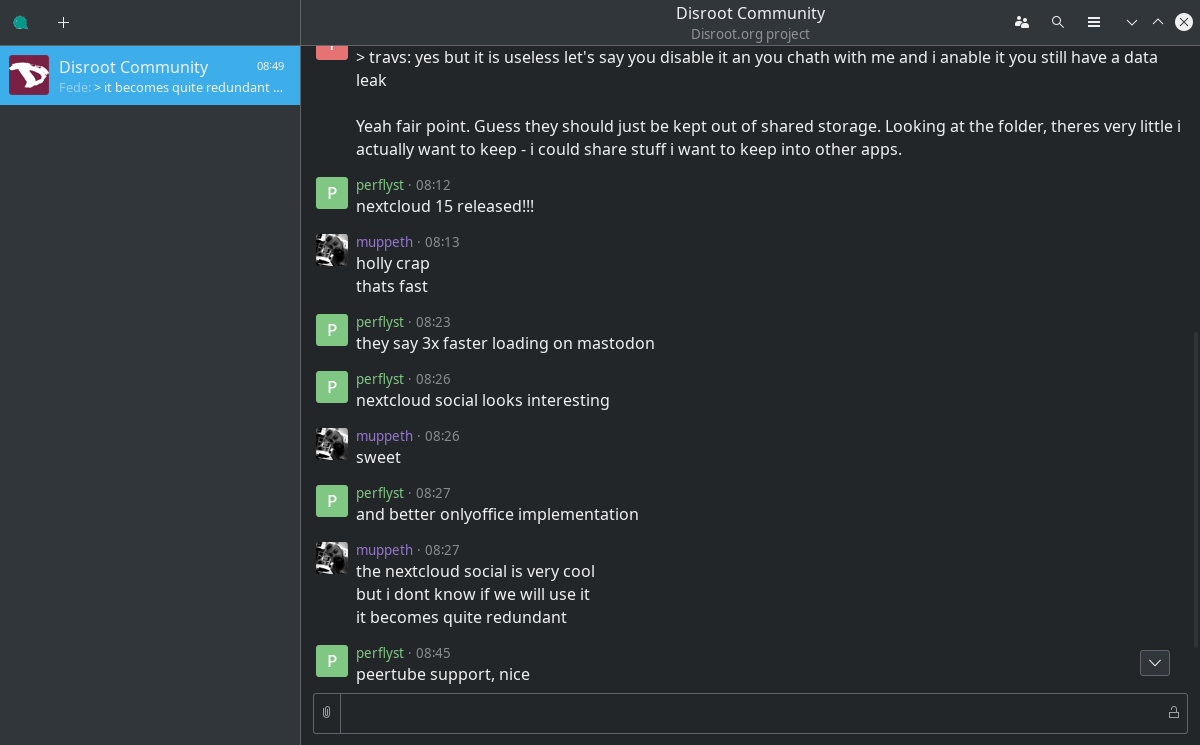 Disroot Community
Disroot.org project
Disroot Community 08:49
Fede: > it becomes quite redundant ...
> travs: yes but it is useless let's say you disable it an you chath with me and i anable it you still have a data
leak
Yeah fair point. Guess they should just be kept out of shared storage. Looking at the folder, theres very little i
actually want to keep - i could share stuff i want to keep into other apps.
P perflyst · 08:12
nextcloud 15 released!!!
muppeth · 08:13
holly crap
thats fast
P perflyst · 08:23
they say 3x faster loading on mastodon
P perflyst · 08:26
nextcloud social looks interesting
muppeth · 08:26
sweet
P perflyst · 08:27
and better onlyoffice implementation
muppeth · 08:27
the nextcloud social is very cool
but i dont know if we will use it
it becomes quite redundant
P perflyst · 08:45
peertube support, nice